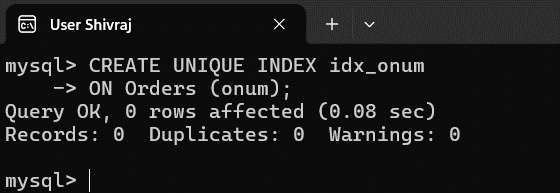 User Shivraj
mysql> CREATE UNIQUE INDEX idx_onum
    -> ON Orders (onum);
Query OK, 0 rows affected (0.08 sec)
Records: 0  Duplicates: 0  Warnings: 0
mysql>